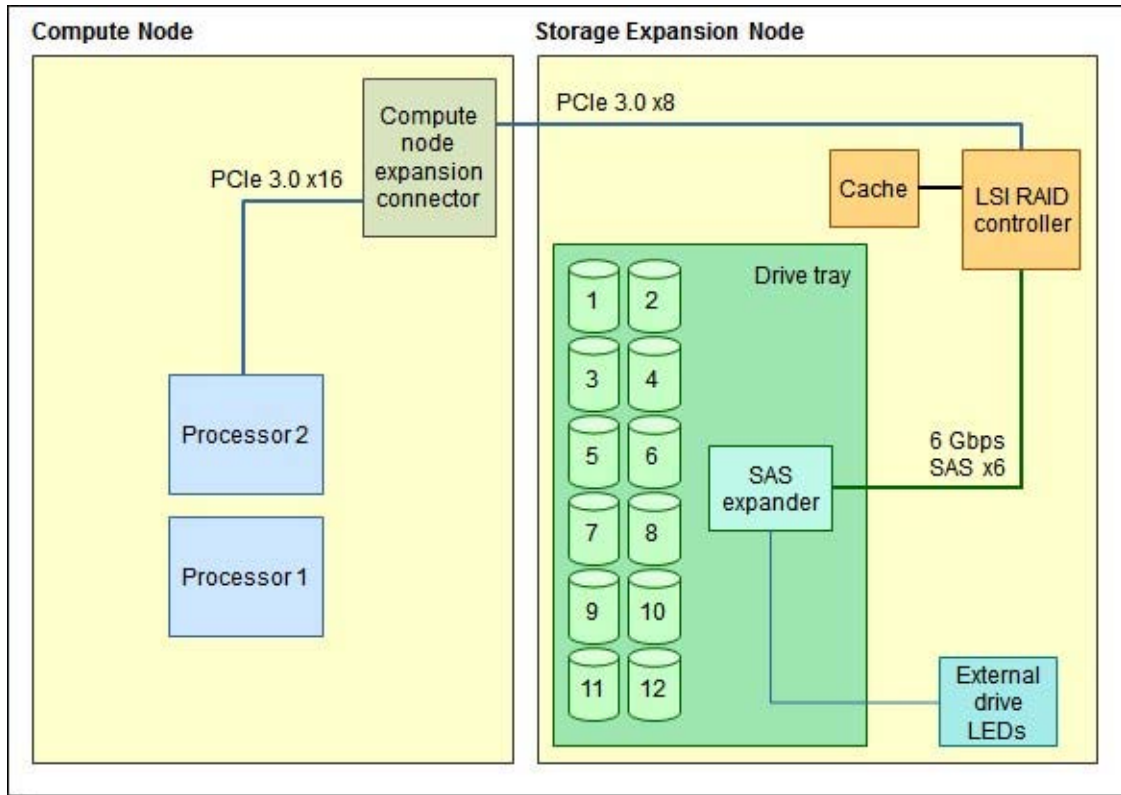 Compute Node
Storage Expansion Node
Compute
node
expansion
connector
PCIe 3.0 x16
Processor 2
Processor 1
PCIe 3.0 x8
Cache
LSI RAID
controller
Drive tray
1
2
3
4
5
6
7
8
9
10
11
12
SAS
expander
6 Gbps
SAS x6
External
drive
LEDs